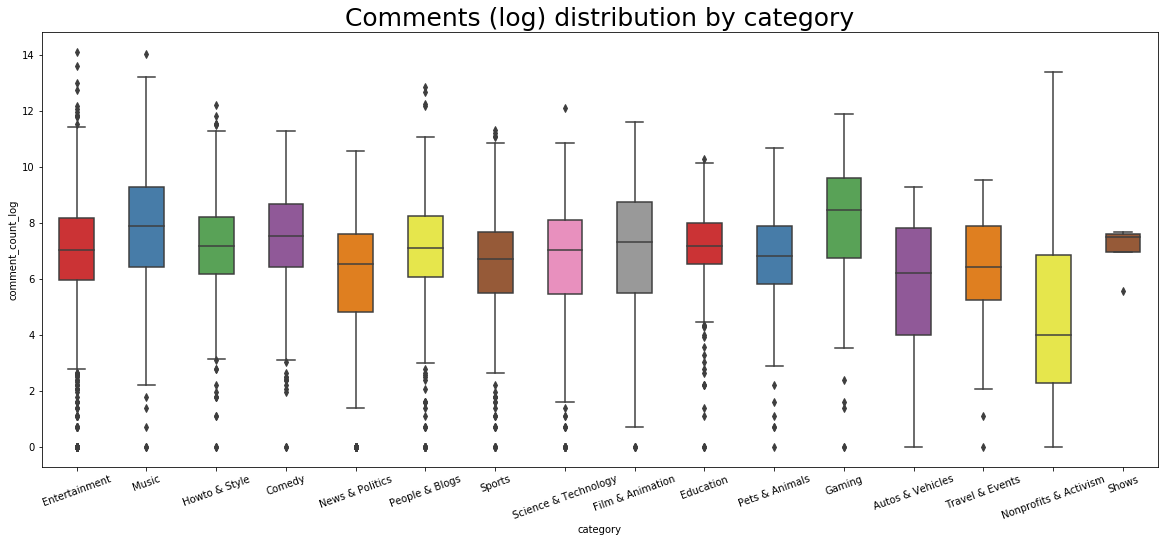 Comments (log) distribution by category
14
12
10
8
6
4
2
0
comment_count_log
Entertainment
Music
Howto & Style
Comedy
News & Politics
People & Blogs
Sports
Science & Technology
Film & Animation
Education
Pets & Animals
Gaming
Autos & Vehicles
Travel & Events
Nonprofits & Activism
Shows
category